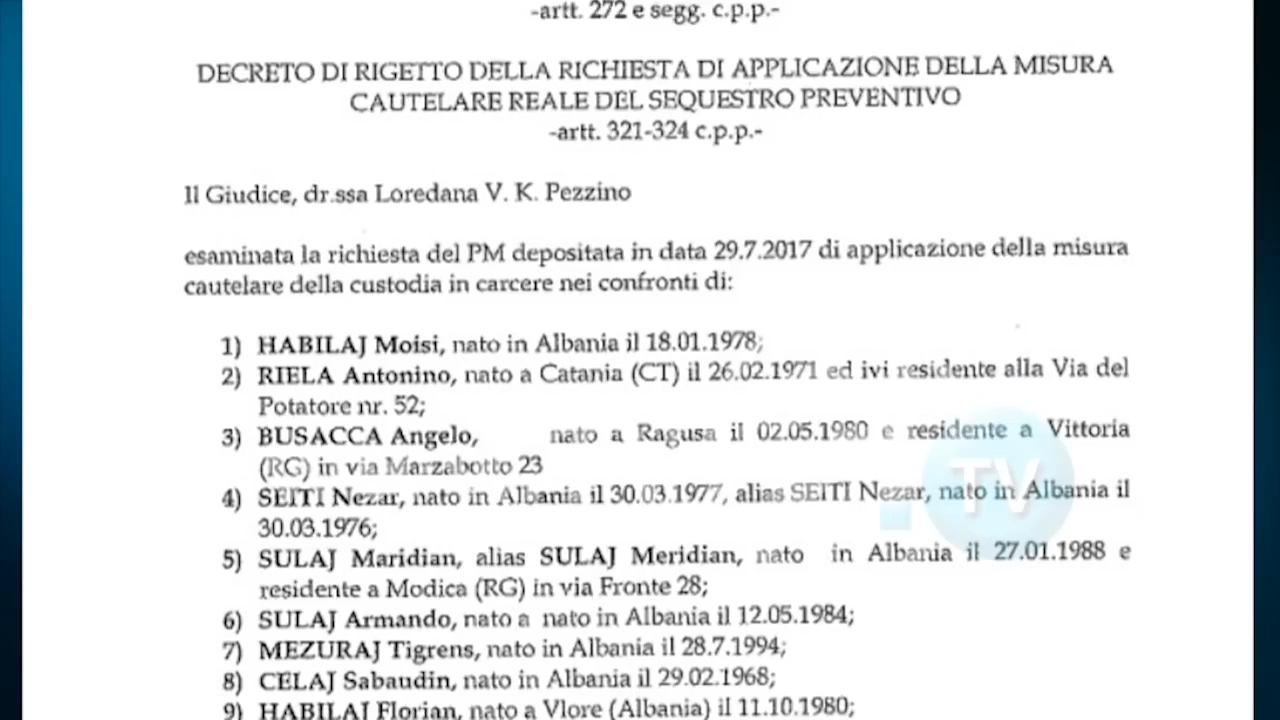 -artt. 272 e segg. c.p.p.-
DECRETO DI RIGETTO DELLA RICHIESTA DI APPLICAZIONE DELLA MISURA
CAUTELARE REALE DEL SEQUESTRO PREVENTIVO
-artt. 321-324 c.p.p.-
Il Giudice, dr.ssa Loredana V. K. Pezzino
esaminata la richiesta del PM depositata in data 29.7.2017 di applicazione della misura
cautelare della custodia in carcere nei confronti di:
1) HABILAJ Moisi, nato in Albania il 18.01.1978;
2) RIELA Antonino, nato a Catania (CT) il 26.02.1971 ed ivi residente alla Via del
Potatore nr. 52;
3) BUSACCA Angelo, nato a Ragusa il 02.05.1980 e residente a Vittoria
(RG) in via Marzabotto 23
4) SEITI Nezar, nato in Albania il 30.03.1977, alias SEITI Nezar, nato in Albania il
30.03.1976;
5) SULAJ Maridian, alias SULAJ Meridian, nato in Albania il 27.01.1988 e
residente a Modica (RG) in via Fronte 28;
6) SULAJ Armando, nato a nato in Albania il 12.05.1984;
7) MEZURAJ Tigrens, nato in Albania il 28.7.1994;
8) CELAJ Sabaudin, nato in Albania il 29.02.1968;
9) HABILAJ Florian, nato a Vlore (Albania) il 11.10.1980;
TV